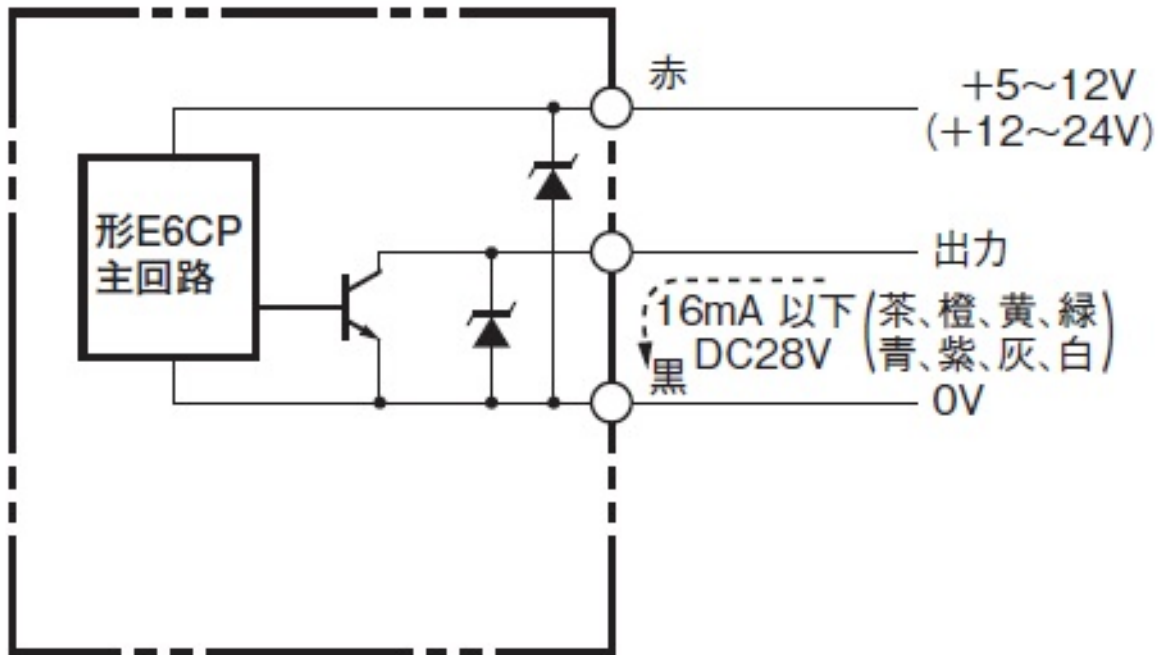 赤
+5～12V
(+12～24V)
形E6CP
主回路
出力
16mA 以下
DC28V
(茶、橙、黄、緑
青、紫、灰、白)
黒
0V